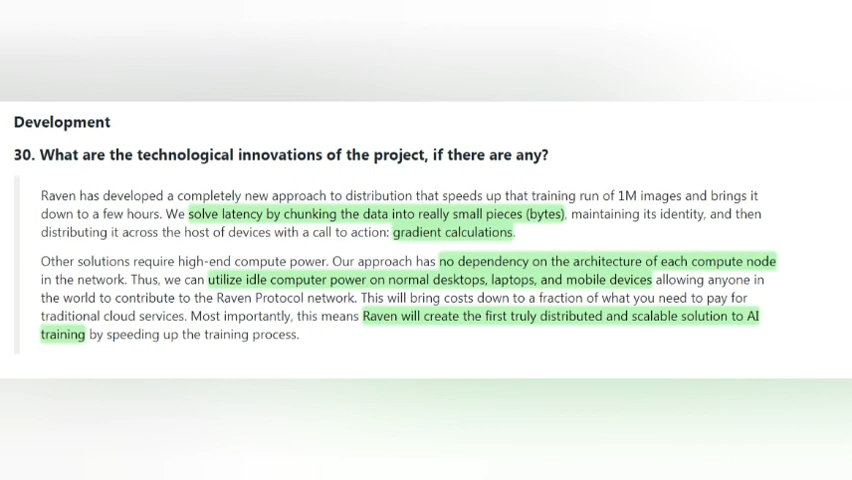 Development
30. What are the technological innovations of the project, if there are any?
Raven has developed a completely new approach to distribution that speeds up that training run of 1M images and brings it
down to a few hours. We solve latency by chunking the data into really small pieces (bytes), maintaining its identity, and then
distributing it across the host of devices with a call to action: gradient calculations.
Other solutions require high-end compute power. Our approach has no dependency on the architecture of each compute node
in the network. Thus, we can utilize idle computer power on normal desktops, laptops, and mobile devices allowing anyone in
the world to contribute to the Raven Protocol network. This will bring costs down to a fraction of what you need to pay for
traditional cloud services. Most importantly, this means Raven will create the first truly distributed and scalable solution to AI
training by speeding up the training process.